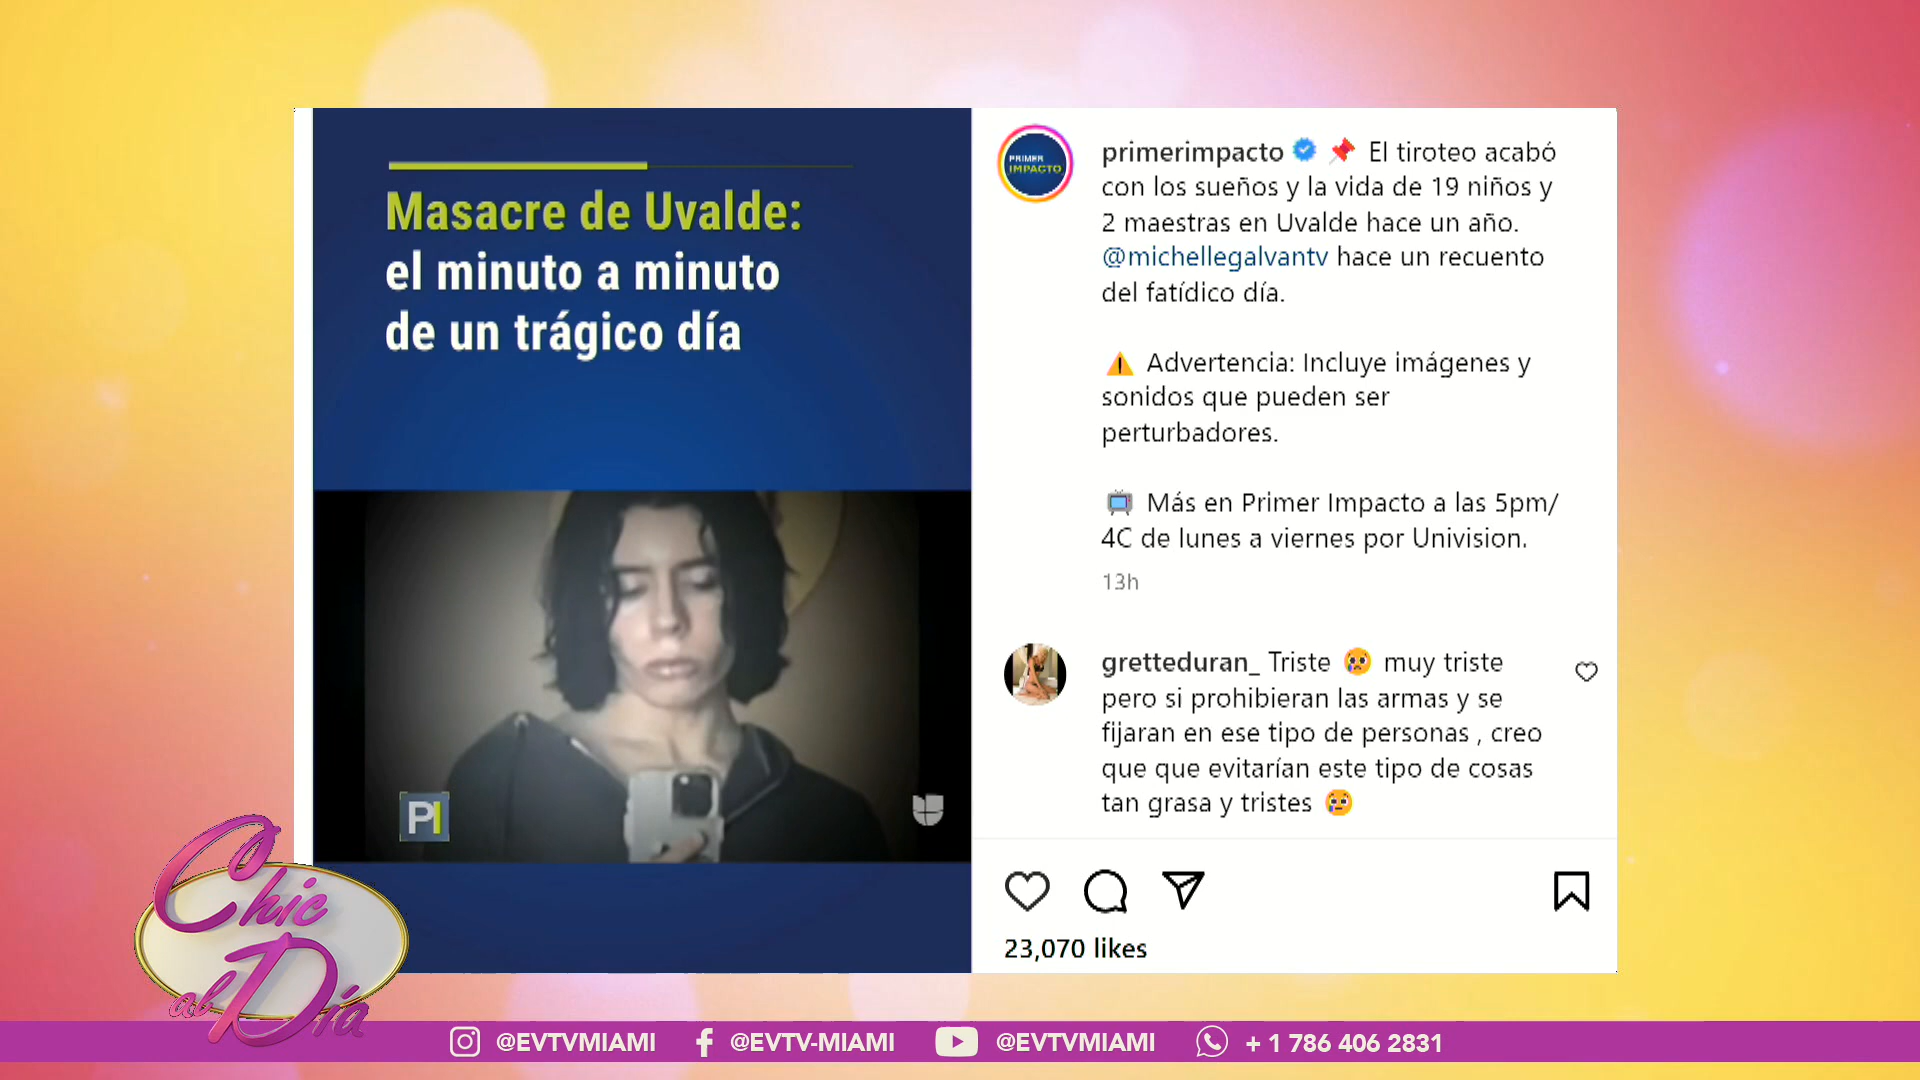 Masacre de Uvalde:
el minuto a minuto
de un trágico día
PI
PRIMER
IMPACTO
primerimpacto 📌 El tiroteo acabó
con los sueños y la vida de 19 niños y
2 maestras en Uvalde hace un año.
@michellegalvantv hace un recuento
del fatídico día.
⚠️ Advertencia: Incluye imágenes y
sonidos que pueden ser
perturbadores.
📺 Más en Primer Impacto a las 5pm/
4C de lunes a viernes por Univision.
13h
gretteduran_ Triste 😢 muy triste
pero si prohibieran las armas y se
fijaran en ese tipo de personas , creo
que que evitarían este tipo de cosas
tan grasa y tristes 😢
23,070 likes
Chic
al Día
@EVTVMIAMI @EVTV-MIAMI @EVTVMIAMI + 1 786 406 2831